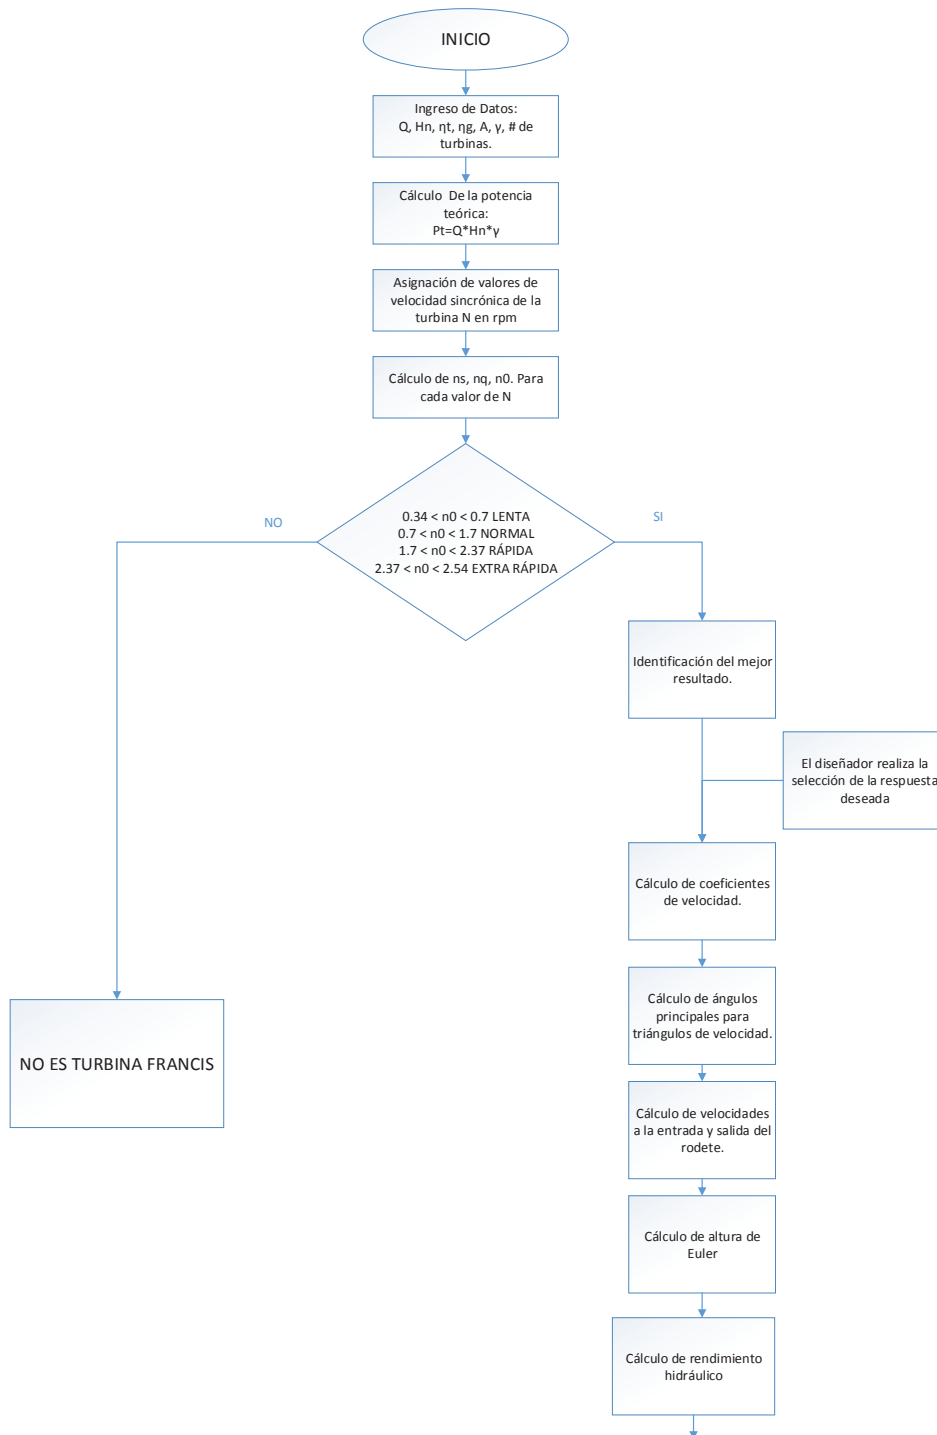 INICIO
Ingreso de Datos:
Q, Hn, ηt, ηg, A, γ, # de
turbinas.
Cálculo De la potencia
teórica:
Pt=Q*Hn*γ
Asignación de valores de
velocidad sincrónica de la
turbina N en rpm
Cálculo de ns, nq, n0. Para
cada valor de N
0.34 < n0 < 0.7 LENTA
0.7 < n0 < 1.7 NORMAL
1.7 < n0 < 2.37 RÁPIDA
2.37 < n0 < 2.54 EXTRA RÁPIDA
NO
SI
Identificación del mejor
resultado.
El diseñador realiza la
selección de la respuesta
deseada
Cálculo de coeficientes
de velocidad.
Cálculo de ángulos
principales para
triángulos de velocidad.
NO ES TURBINA FRANCIS
Cálculo de velocidades
a la entrada y salida del
rodete.
Cálculo de altura de
Euler
Cálculo de rendimiento
hidráulico